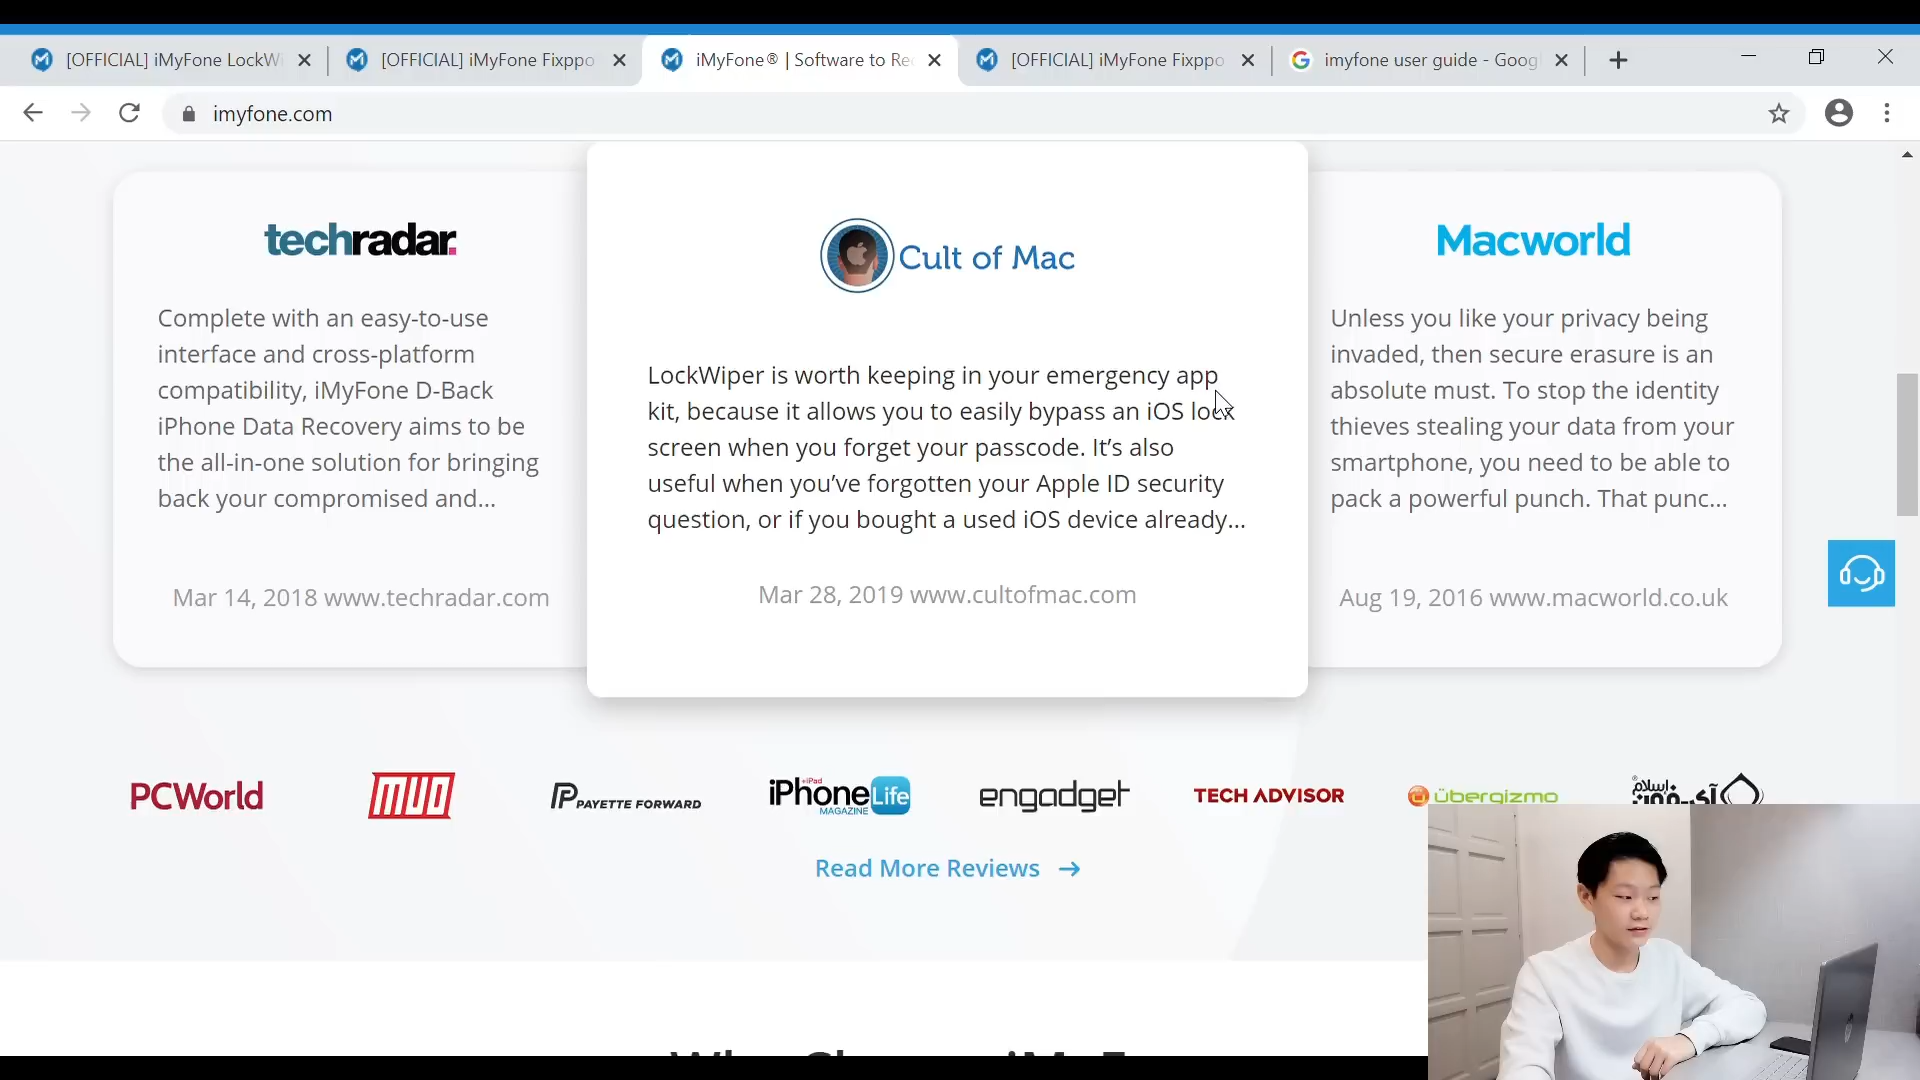 [OFFICIAL] iMyFone LockWi
[OFFICIAL] iMyFone Fixppo
iMyFone® | Software to Re
[OFFICIAL] iMyFone Fixppo
imyfone user guide - Goog
imyfone.com
techradar.
Complete with an easy-to-use
interface and cross-platform
compatibility, iMyFone D-Back
iPhone Data Recovery aims to be
the all-in-one solution for bringing
back your compromised and...
Mar 14, 2018 www.techradar.com
Cult of Mac
LockWiper is worth keeping in your emergency app
kit, because it allows you to easily bypass an iOS lock
screen when you forget your passcode. It’s also
useful when you’ve forgotten your Apple ID security
question, or if you bought a used iOS device already...
Mar 28, 2019 www.cultofmac.com
Macworld
Unless you like your privacy being
invaded, then secure erasure is an
absolute must. To stop the identity
thieves stealing your data from your
smartphone, you need to be able to
pack a powerful punch. That punc...
Aug 19, 2016 www.macworld.co.uk
PCWorld
MUO
PAYETTE FORWARD
iPhone Life
+iPad
MAGAZINE
engadget
TECH ADVISOR
übergizmo
Read More Reviews →